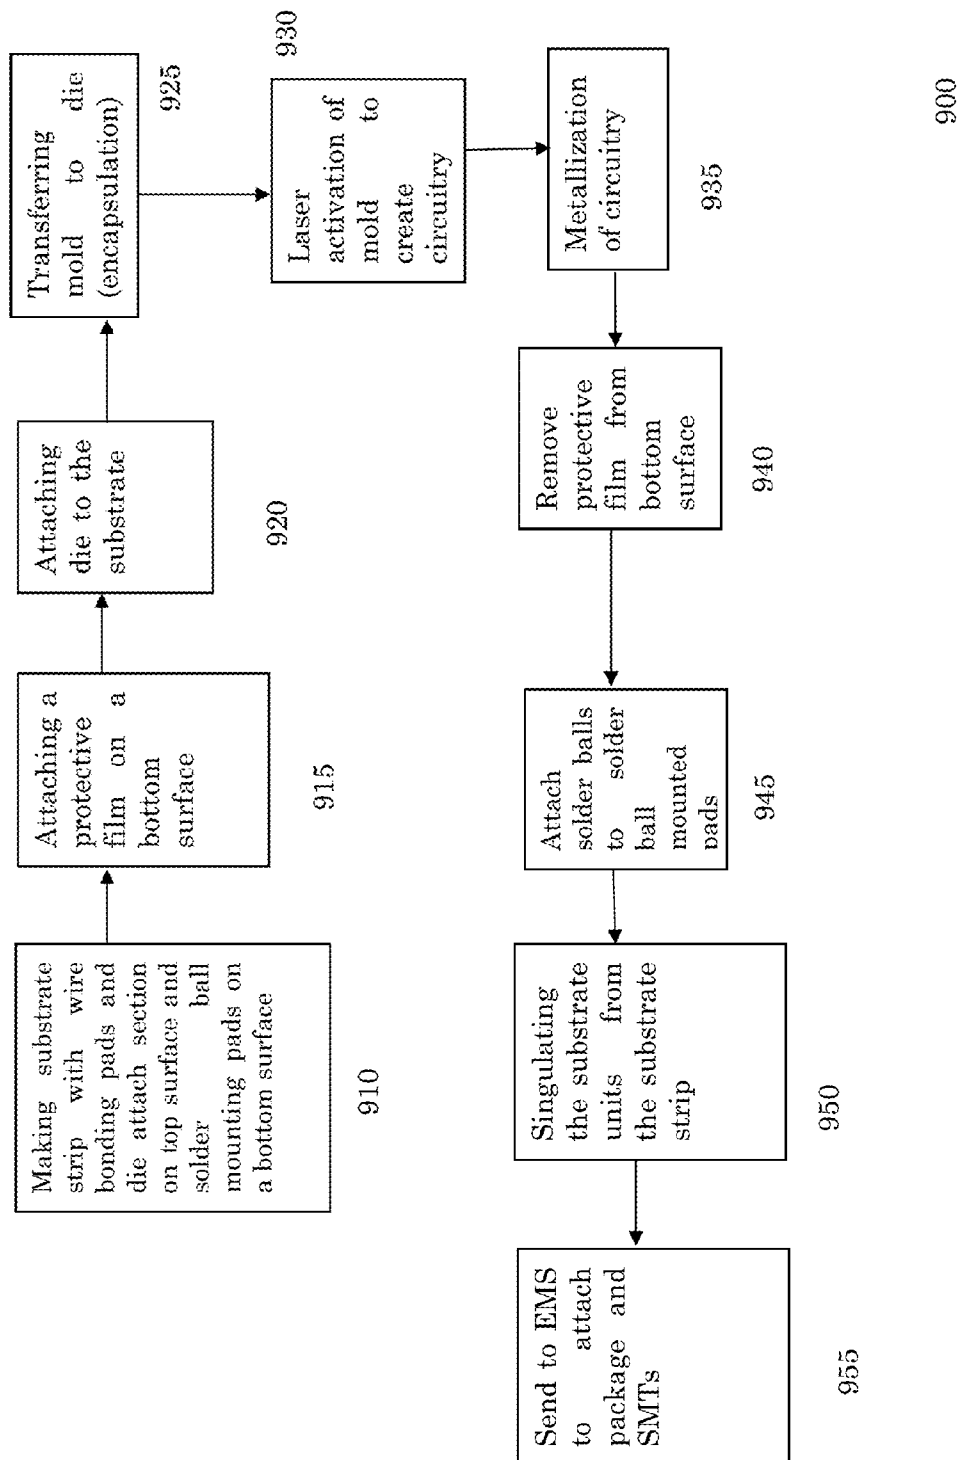 Making substrate
strip with wire
bonding pads and
die attach section
on top surface and
solder ball
mounting pads on
a bottom surface
910
Attaching a
protective
film on a
bottom
surface
915
Attaching
die to the
substrate
920
Transferring
mold to die
(encapsulation)
925
Laser
activation of
mold to
create
circuitry
930
Metallization
of circuitry
935
Remove
protective
film from
bottom
surface
940
Attach
solder balls
to solder
ball
mounted
pads
945
Singulating
the substrate
units from
the substrate
strip
950
Send to EMS
to attach
package and
SMTs
955
900